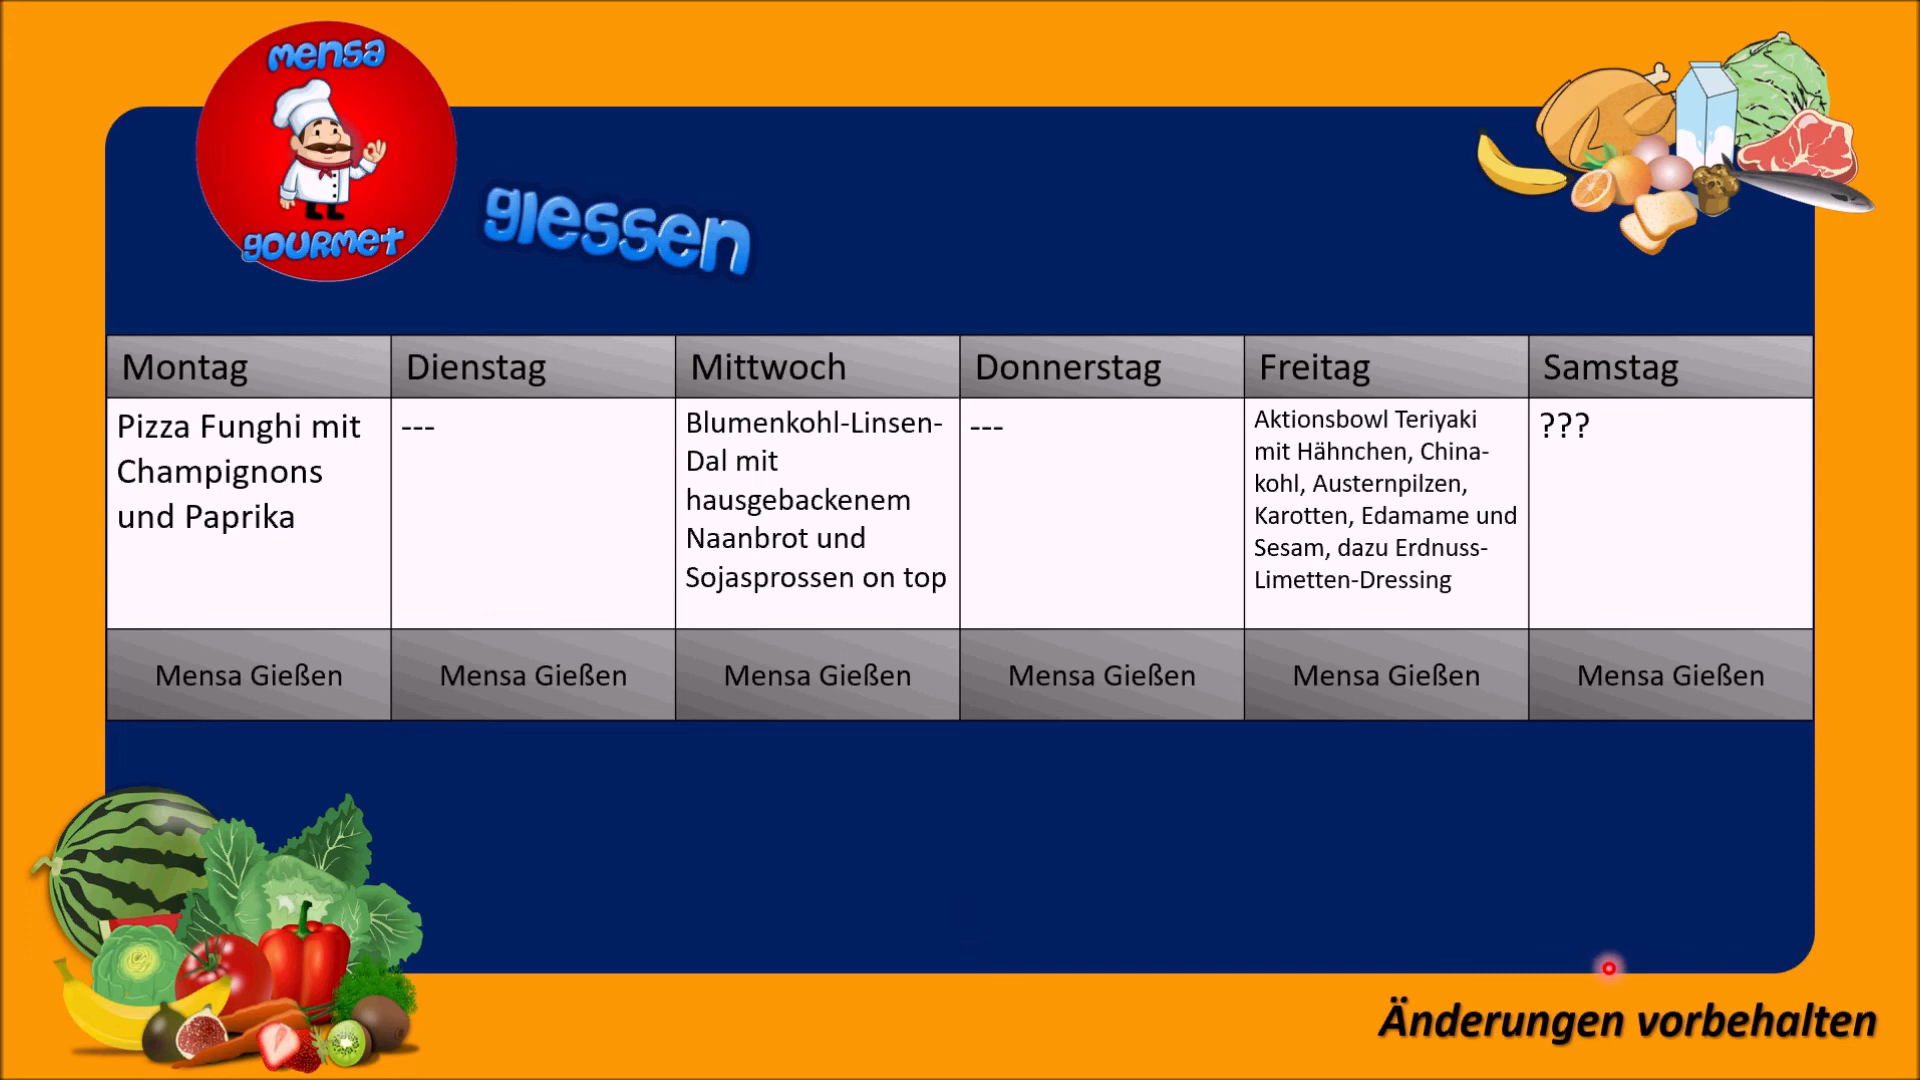 mensa
gourmet
giessen
Montag
Dienstag
Mittwoch
Donnerstag
Freitag
Samstag
Pizza Funghi mit
Champignons
und Paprika
---
Blumenkohl-Linsen-
Dal mit
hausgebackenem
Naanbrot und
Sojasprossen on top
---
Aktionsbowl Teriyaki
mit Hähnchen, China-
kohl, Austernpilzen,
Karotten, Edamame und
Sesam, dazu Erdnuss-
Limetten-Dressing
???
Mensa Gießen
Mensa Gießen
Mensa Gießen
Mensa Gießen
Mensa Gießen
Mensa Gießen
Änderungen vorbehalten